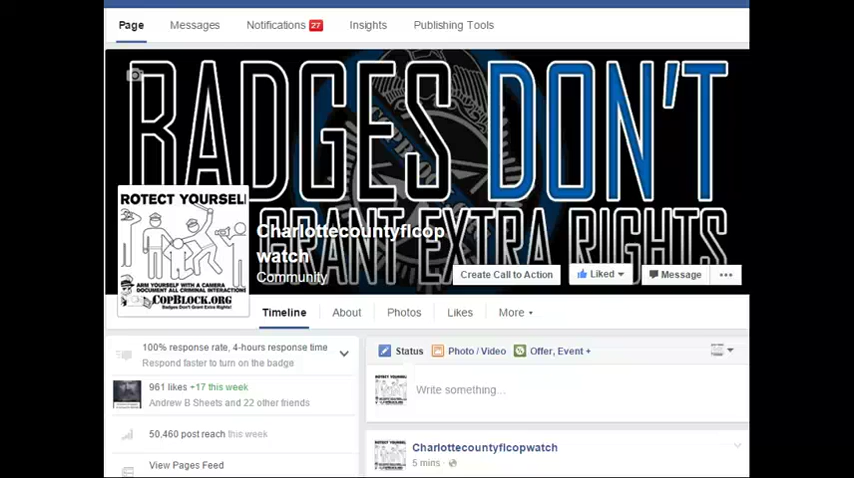 Page Messages Notifications 27 Insights Publishing Tools
BADGES DON'T
GRANT EXTRA RIGHTS
ROTECT YOURSEL
ARM YOURSELF WITH A CAMERA
DOCUMENT ALL CRIMINAL INTERACTIONS
COPBLOCK.ORG
Badges Don't Grant Extra Rights!
Charlottecountyflcop
watch
Community
Create Call to Action Liked Message
Timeline About Photos Likes More
100% response rate, 4-hours response time
Respond faster to turn on the badge
961 likes +17 this week
Andrew B Sheets and 22 other friends
50,460 post reach this week
View Pages Feed
Status Photo / Video Offer, Event +
Write something...
Charlottecountyflcopwatch
5 mins ·